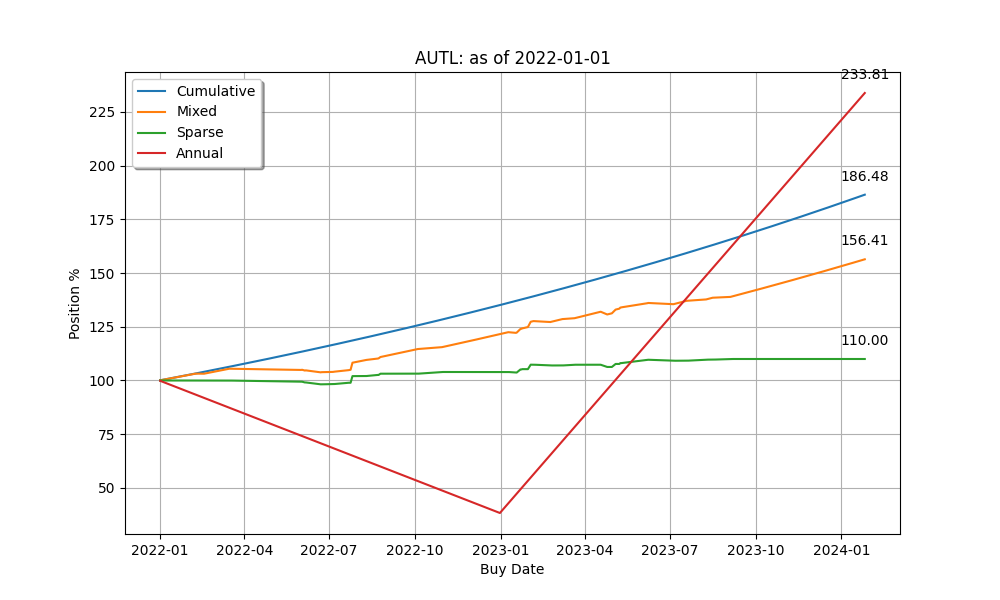 AUTL: as of 2022-01-01
233.81
Cumulative
Mixed
Sparse
Annual
225
200
186.48
175
156.41
150
125
110.00
100
75
50
Position %
2022-01 2022-04 2022-07 2022-10 2023-01 2023-04 2023-07 2023-10 2024-01
Buy Date